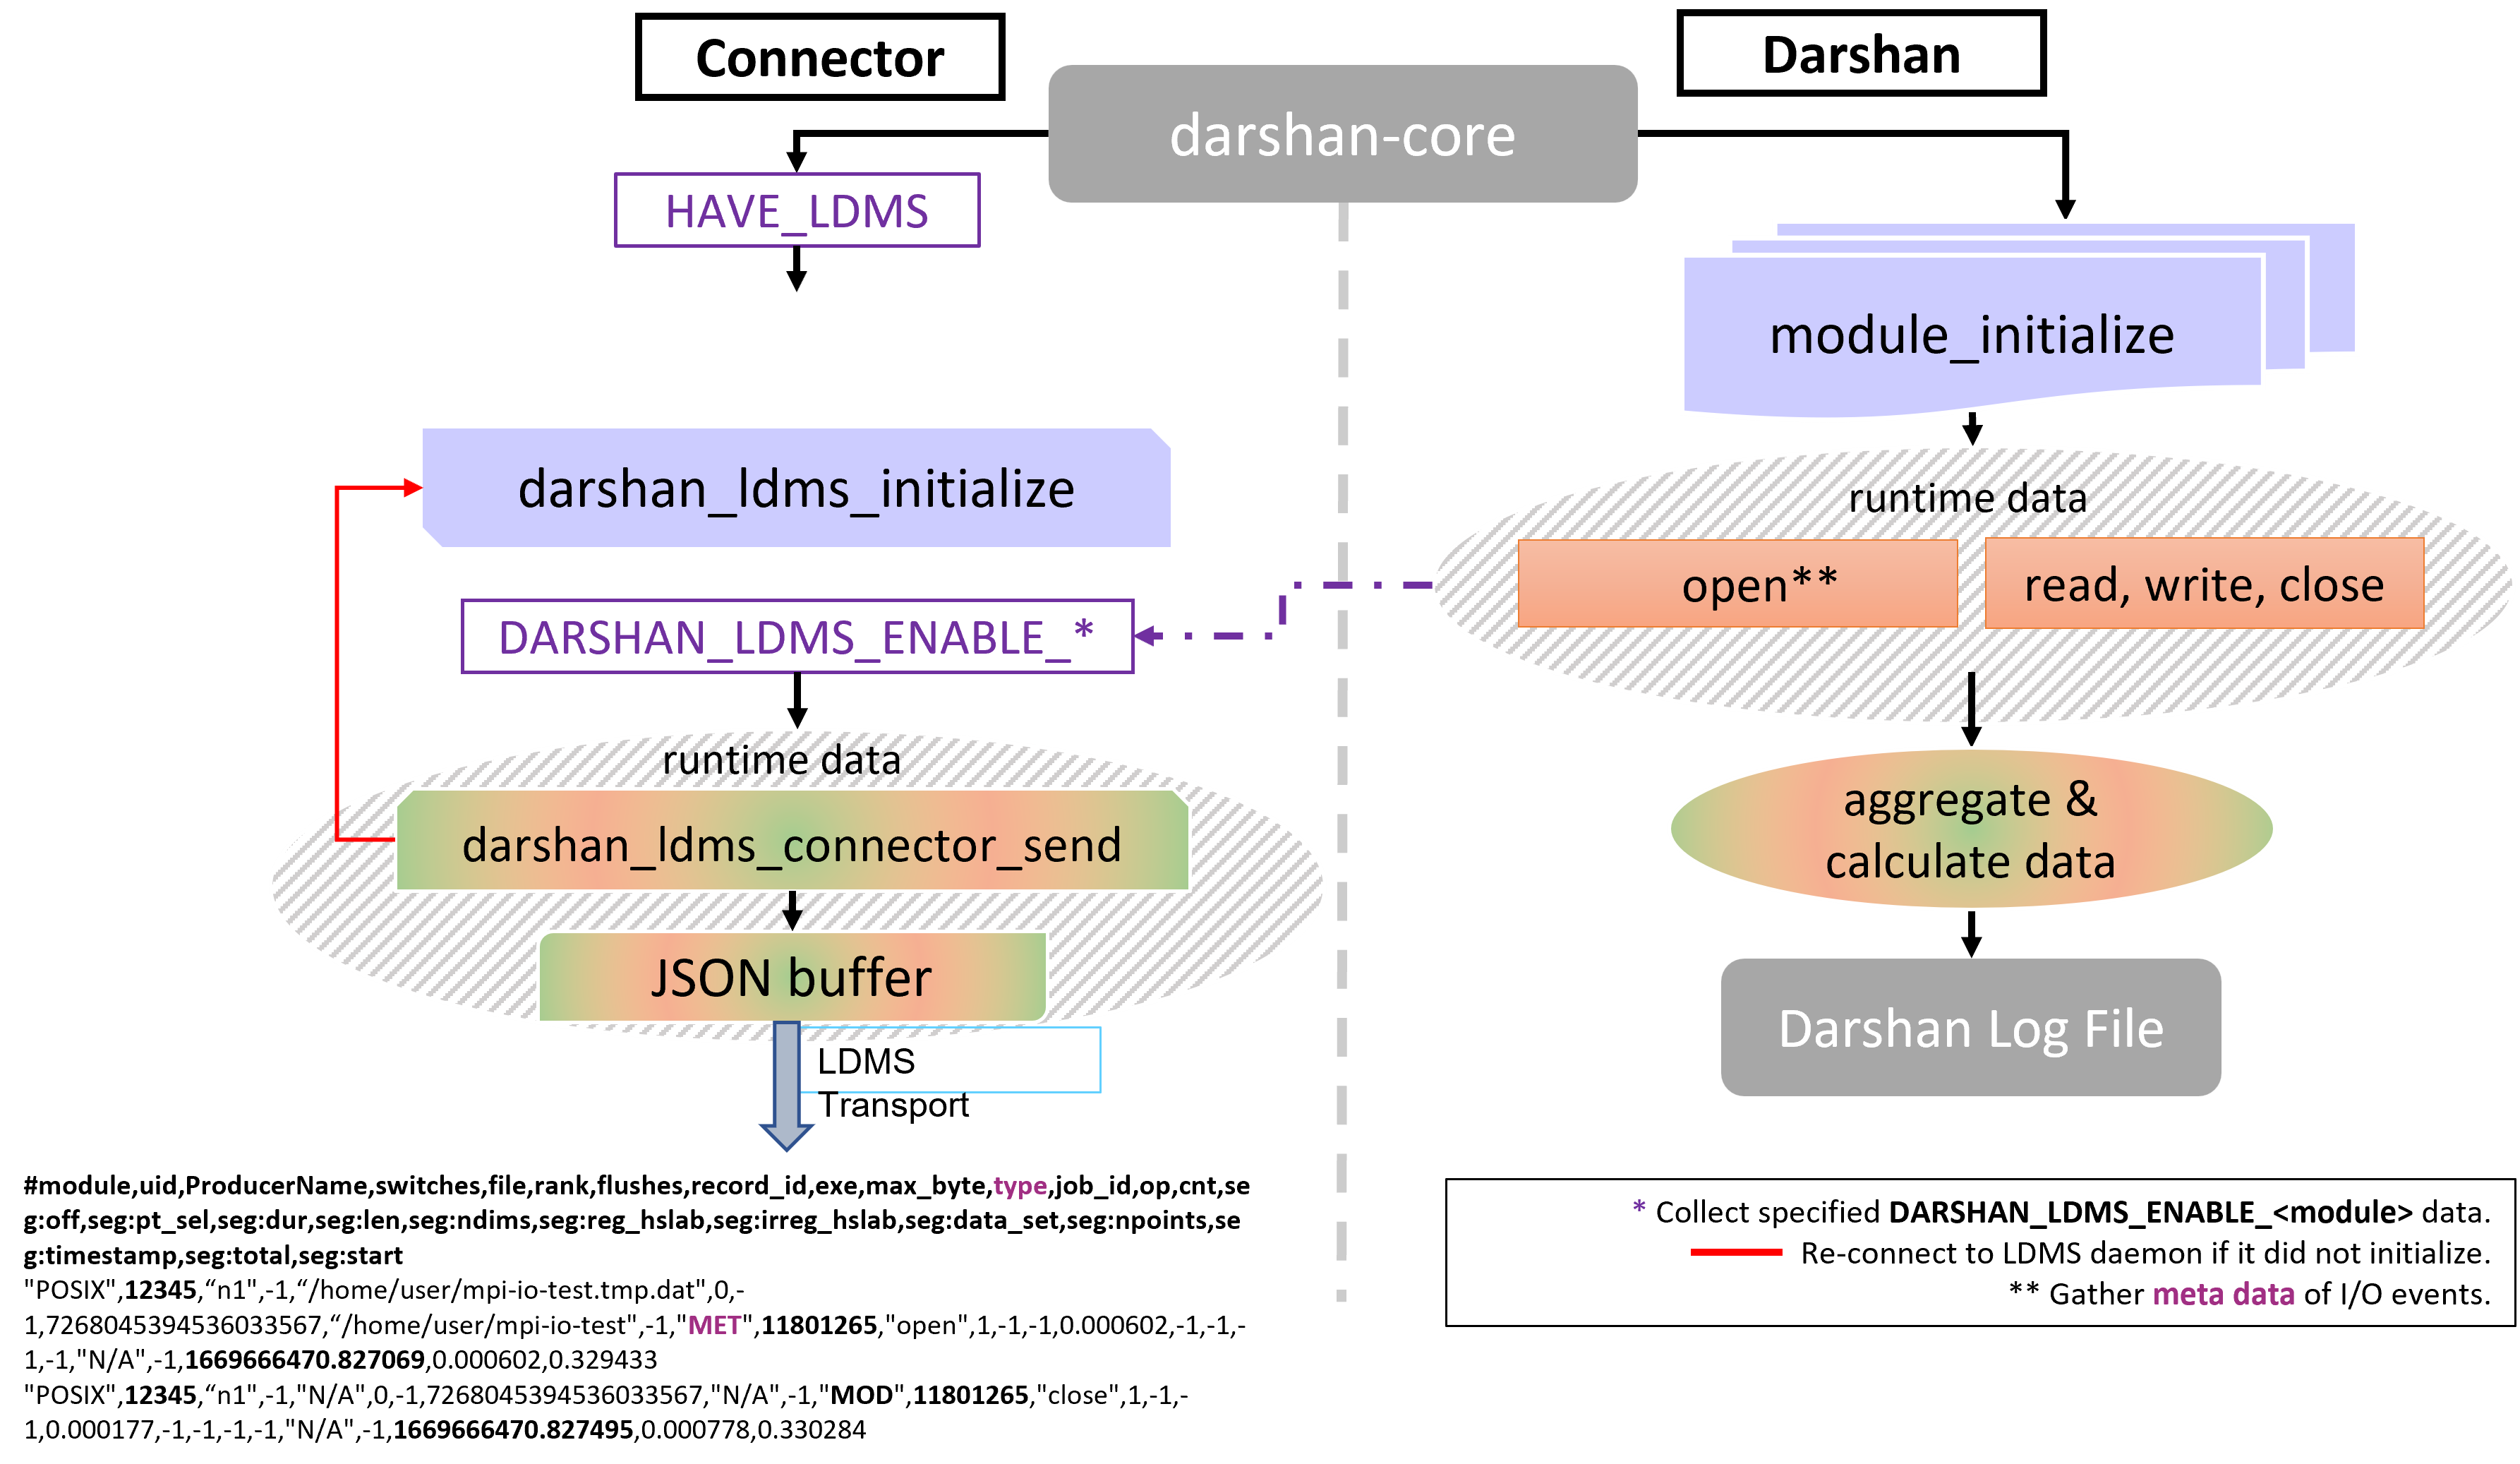 Connector
Darshan
darshan-core
HAVE_LDMS
module_initialize
darshan_ldms_initialize
runtime data
open**
read, write, close
DARSHAN_LDMS_ENABLE_*
runtime data
darshan_ldms_connector_send
aggregate &
calculate data
JSON buffer
Darshan Log File
LDMS
Transport
#module,uid,ProducerName,switches,file,rank,flushes,record_id,exe,max_byte,type,job_id,op,cnt,se
g:off,seg:pt_sel,seg:dur,seg:len,seg:ndims,seg:reg_hslab,seg:irreg_hslab,seg:data_set,seg:npoints,se
g:timestamp,seg:total,seg:start
"POSIX",12345,“n1",-1,“/home/user/mpi-io-test.tmp.dat",0,-
1,7268045394536033567,“/home/user/mpi-io-test",-1,"MET",11801265,"open",1,-1,-1,0.000602,-1,-1,-
1,-1,"N/A",-1,1669666470.827069,0.000602,0.329433
"POSIX",12345,“n1",-1,"N/A",0,-1,7268045394536033567,"N/A",-1,"MOD",11801265,"close",1,-1,-
1,0.000177,-1,-1,-1,-1,"N/A",-1,1669666470.827495,0.000778,0.330284
* Collect specified DARSHAN_LDMS_ENABLE_<module> data.
Re-connect to LDMS daemon if it did not initialize.
** Gather meta data of I/O events.